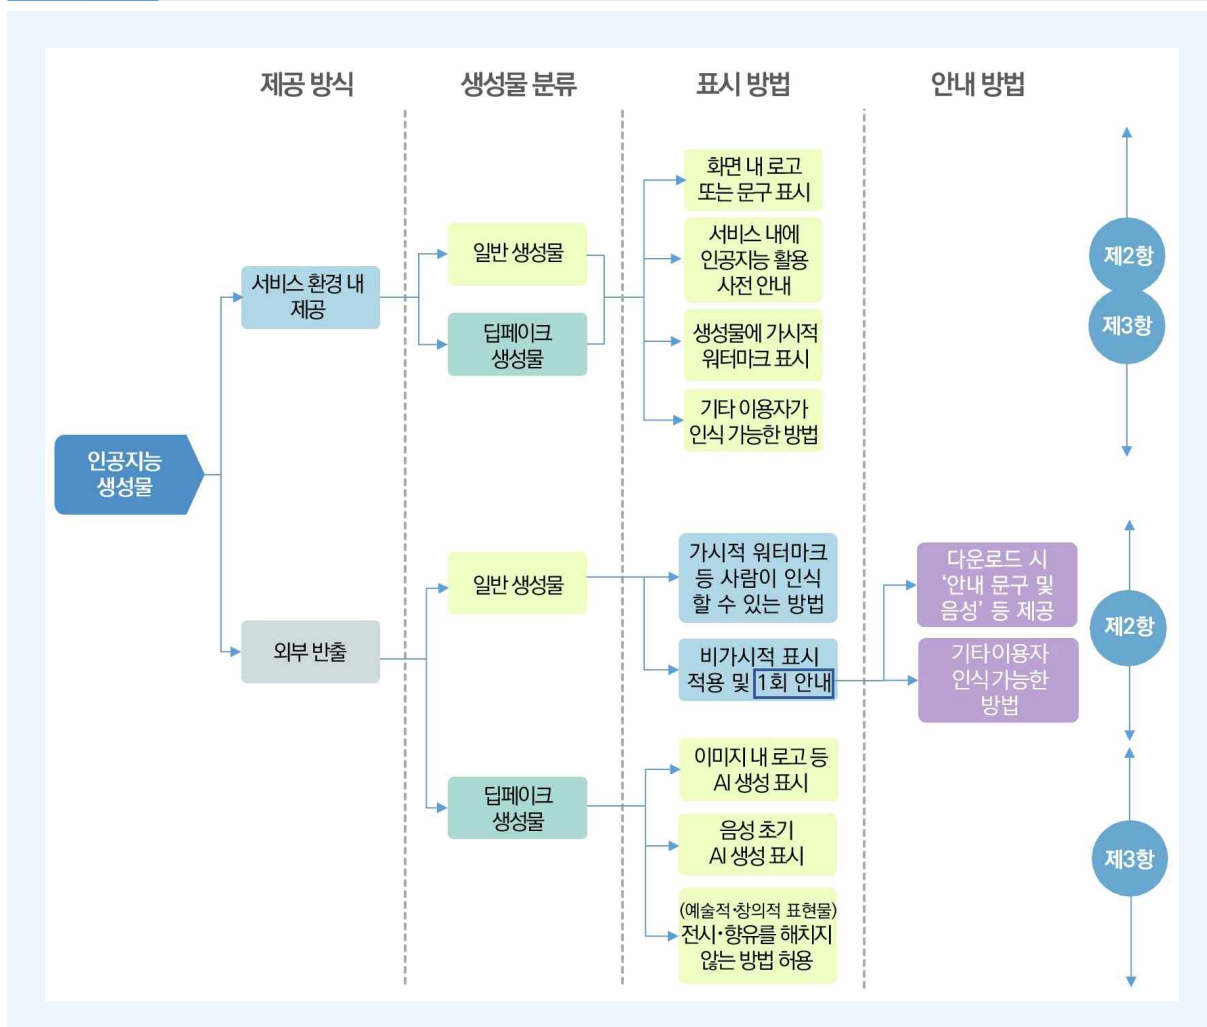 제공 방식
생성물 분류
표시 방법
안내 방법
화면 내 로고
또는 문구 표시
서비스 내에
인공지능 활용
사전 안내
생성물에 가시적
워터마크 표시
기타 이용자가
인식 가능한 방법
일반 생성물
딥페이크
생성물
서비스 환경 내
제공
제2항
제3항
인공지능
생성물
외부 반출
일반 생성물
가시적 워터마크
등 사람이 인식
할 수 있는 방법
비가시적 표시
적용 및 1회 안내
다운로드 시
‘안내 문구 및
음성’ 등 제공
기타이용자
인식가능한
방법
제2항
딥페이크
생성물
이미지 내 로고 등
AI 생성 표시
음성 초기
AI 생성 표시
(예술적·창의적 표현물)
전시·향유를 해치지
않는 방법 허용
제3항